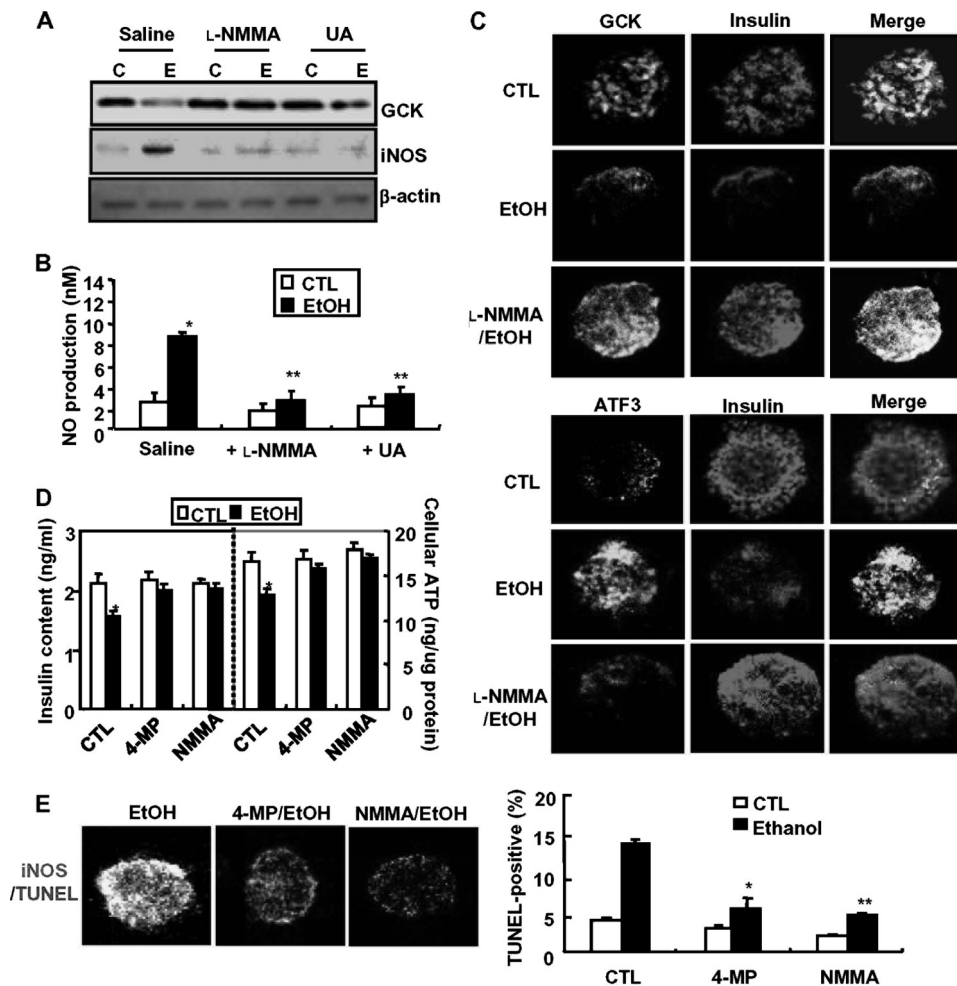 A
Saline L-NMMA UA
C E C E C E
GCK
iNOS
β-actin
B
NO production (nM)
14
12
10
8
6
4
2
0
CTL
EtOH
*
**
**
Saline + L-NMMA + UA
C
GCK Insulin Merge
CTL
EtOH
L-NMMA
/EtOH
ATF3 Insulin Merge
CTL
EtOH
L-NMMA
/EtOH
D
CTL EtOH
Insulin content (ng/ml)
3
2
1
0
*
*
Cellular ATP (ng/ug protein)
20
15
10
5
0
CTL 4-MP NMMA CTL 4-MP NMMA
E
EtOH 4-MP/EtOH NMMA/EtOH
iNOS
/TUNEL
TUNEL-positive (%)
20
15
10
5
0
CTL
Ethanol
*
**
CTL 4-MP NMMA